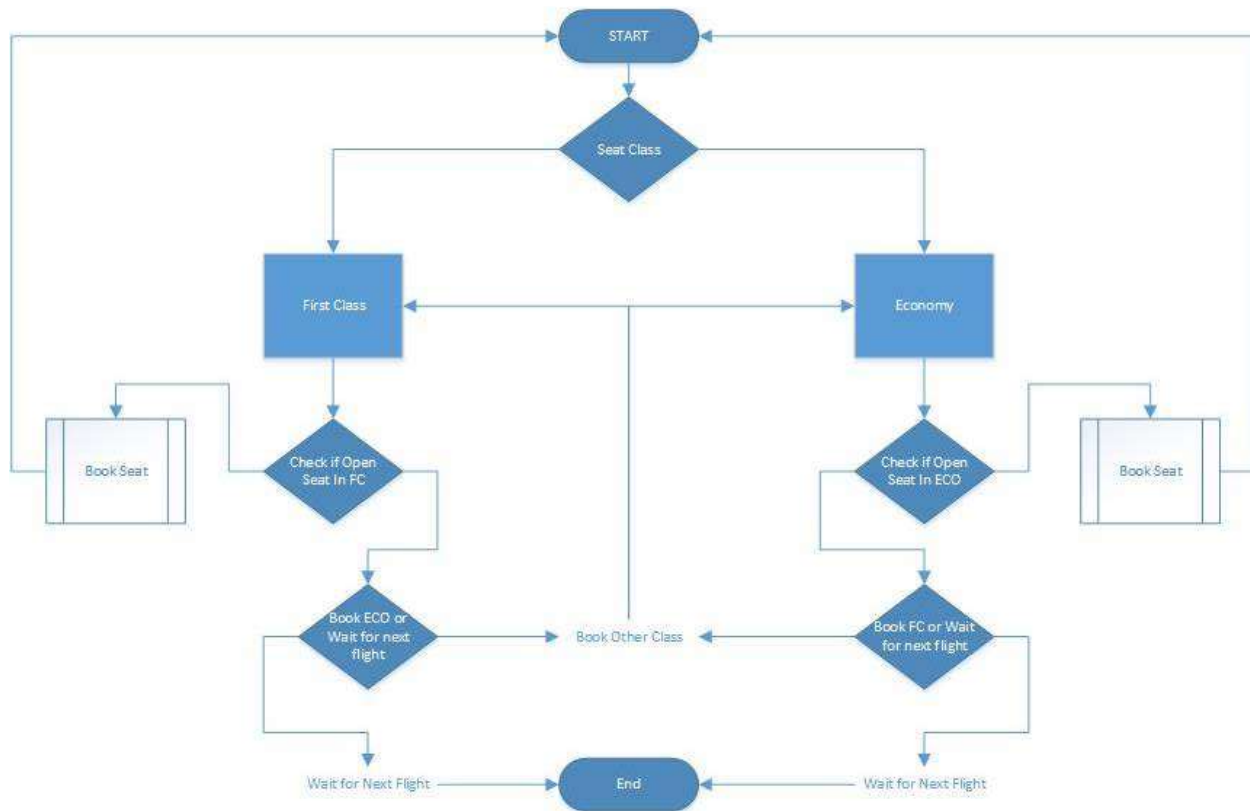 START
Seat Class
First Class
Economy
Book Seat
Check if Open
Seat In FC
Check if Open
Seat In ECO
Book Seat
Book ECO or
Wait for next
flight
Book Other Class
Book FC or Wait
for next flight
Wait for Next Flight
End
Wait for Next Flight